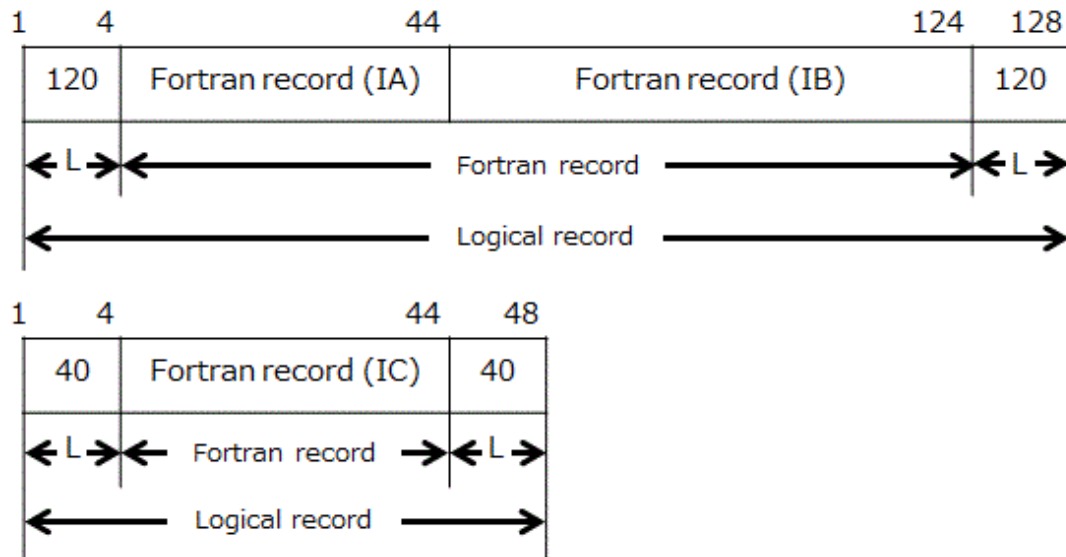 1 4 44 124 128
120 Fortran record (IA) Fortran record (IB) 120
L Fortran record L
Logical record
1 4 44 48
40 Fortran record (IC) 40
L Fortran record L
Logical record